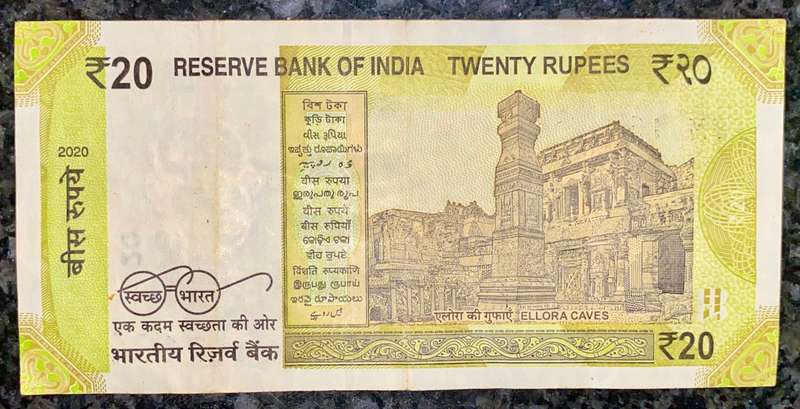 ₹20 RESERVE BANK OF INDIA TWENTY RUPEES ₹२०
2020
बीस रुपये
বিশ টকা
কুড়ি টাকা
વીસ રૂપિયા
ಇಪ್ಪತ್ತು ರೂಪಾಯಿಗಳು
वीस रुपया
ഇരുപതു രൂപ
वीस रुपये
बीस रुपियाँ
କୋଡ଼ିଏ ଟଙ୍କା
ਵੀਹ ਰੁਪਏ
विंशती रूप्यकाणि
இருபது ரூபாய்
ఇరవై రూపాయలు
بیس روپیے
एलोरा की गुफाएँ ELLORA CAVES
स्वच्छ भारत
एक कदम स्वच्छता की ओर
भारतीय रिज़र्व बैंक
₹20